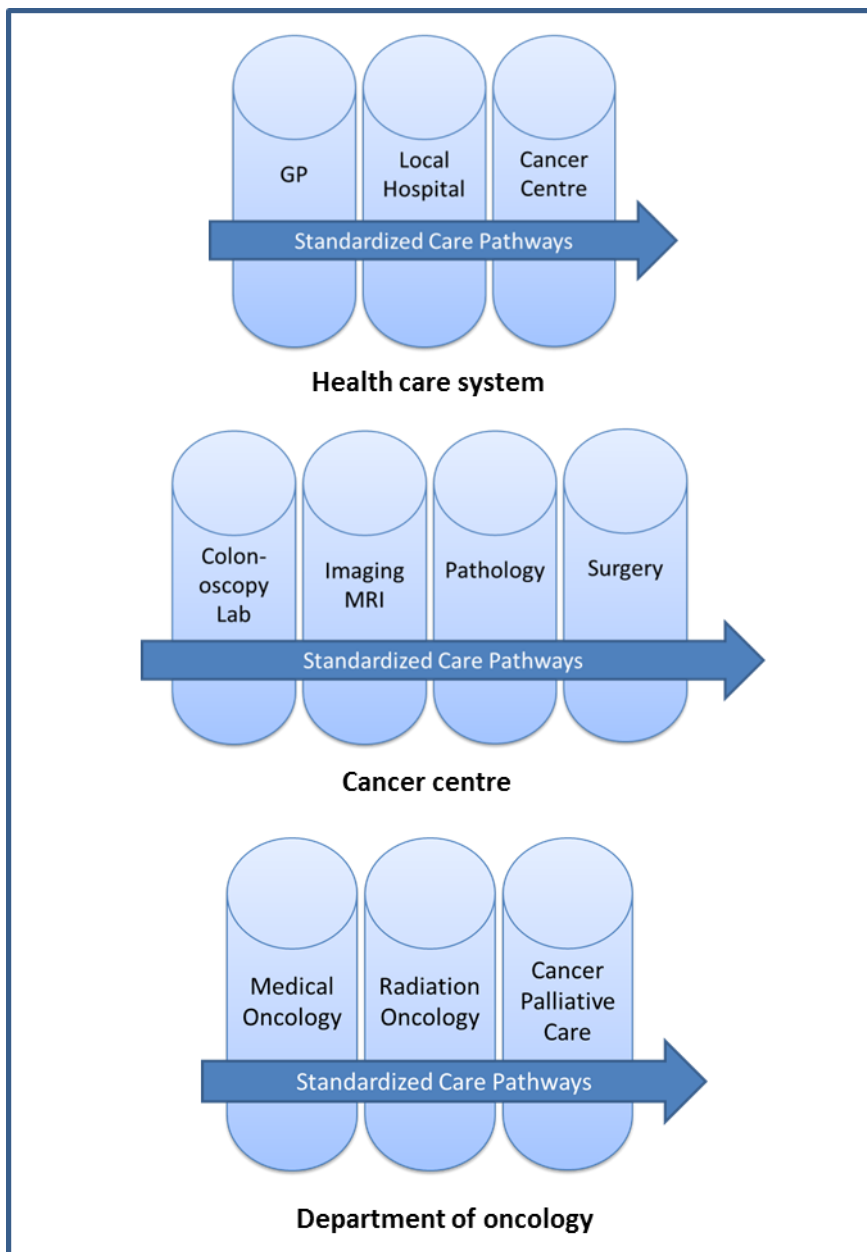 GP
Local
Hospital
Cancer
Centre
Standardized Care Pathways
Health care system
Colon-
oscopy
Lab
Imaging
MRI
Pathology
Surgery
Standardized Care Pathways
Cancer centre
Medical
Oncology
Radiation
Oncology
Cancer
Palliative
Care
Standardized Care Pathways
Department of oncology